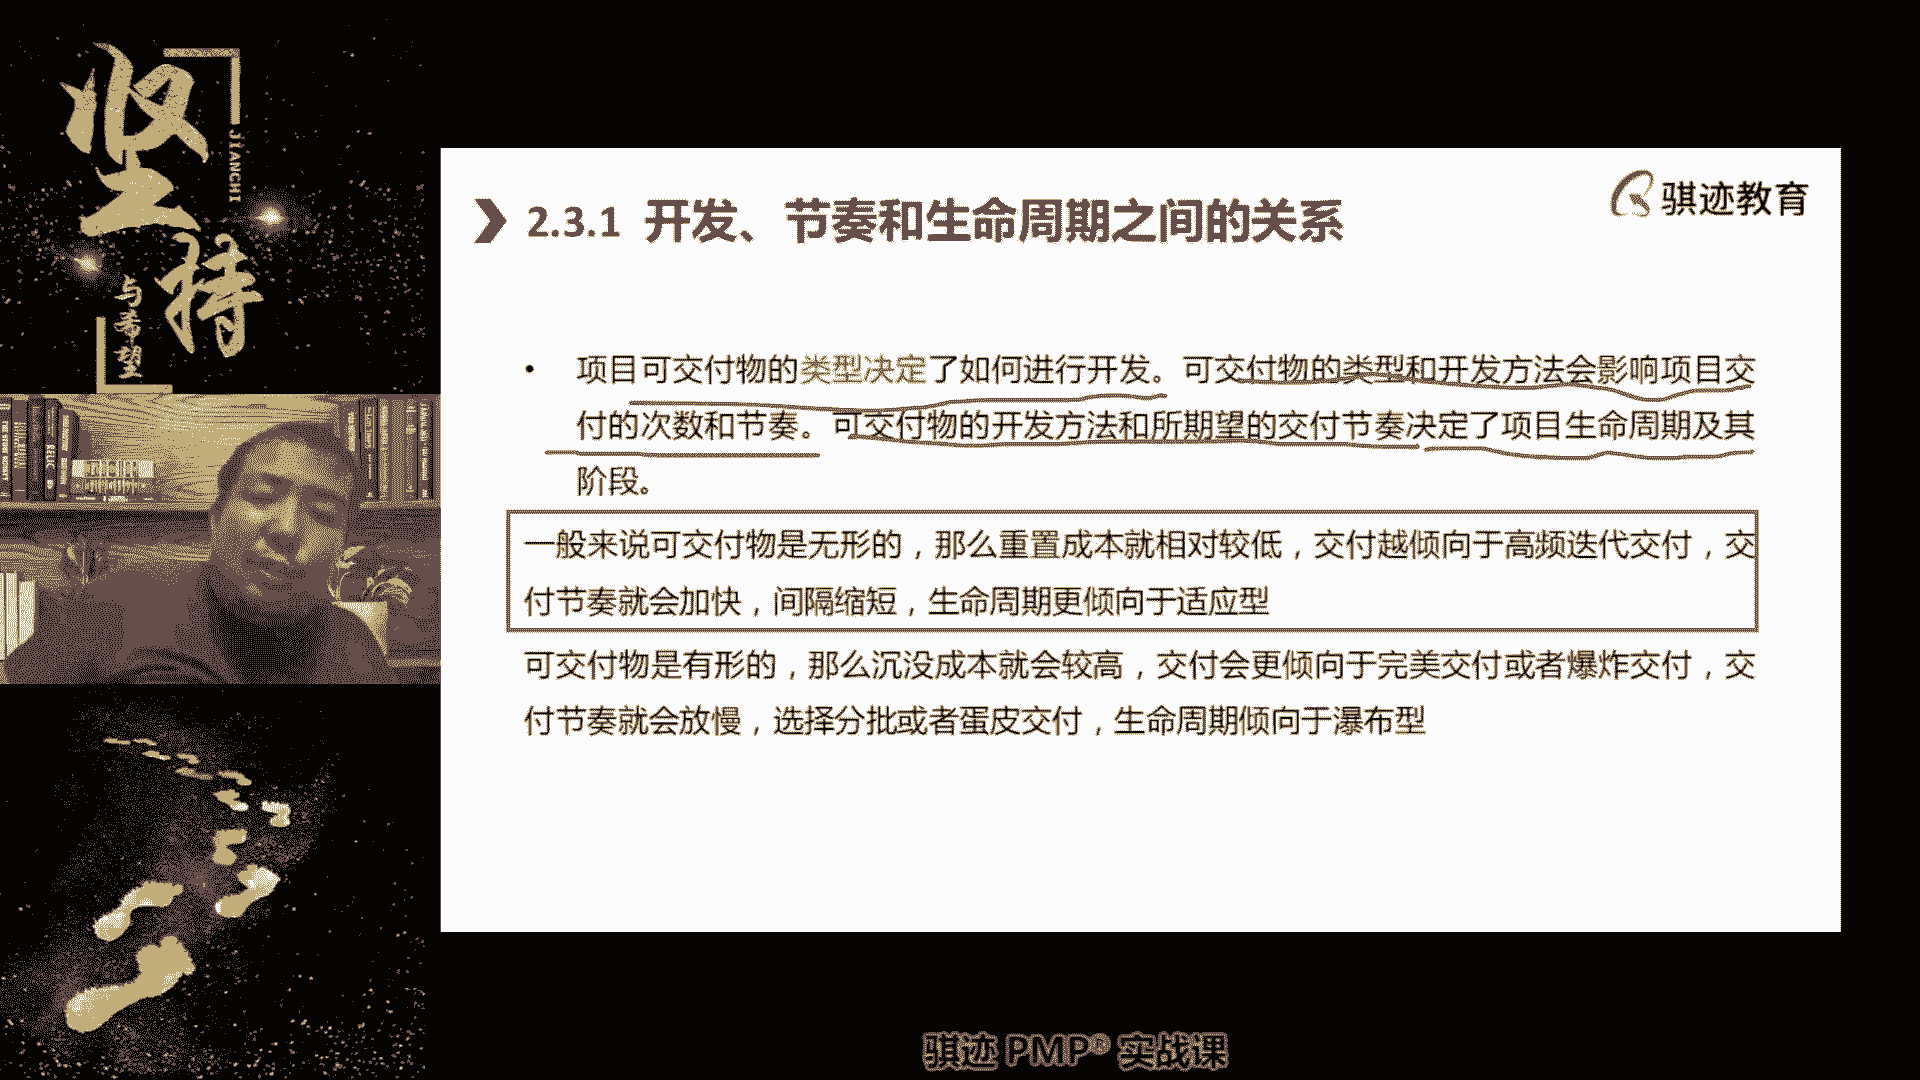 坚持
JIANCHI
与希望
骐迹教育
2.3.1 开发、节奏和生命周期之间的关系
• 项目可交付物的类型决定了如何进行开发。可交付物的类型和开发方法会影响项目交
付的次数和节奏。可交付物的开发方法和所期望的交付节奏决定了项目生命周期及其
阶段。
一般来说可交付物是无形的，那么重置成本就相对较低，交付越倾向于高频迭代交付，交
付节奏就会加快，间隔缩短，生命周期更倾向于适应型
可交付物是有形的，那么沉没成本就会较高，交付会更倾向于完美交付或者爆炸交付，交
付节奏就会放慢，选择分批或者蛋皮交付，生命周期倾向于瀑布型
骐迹 PMP® 实战课